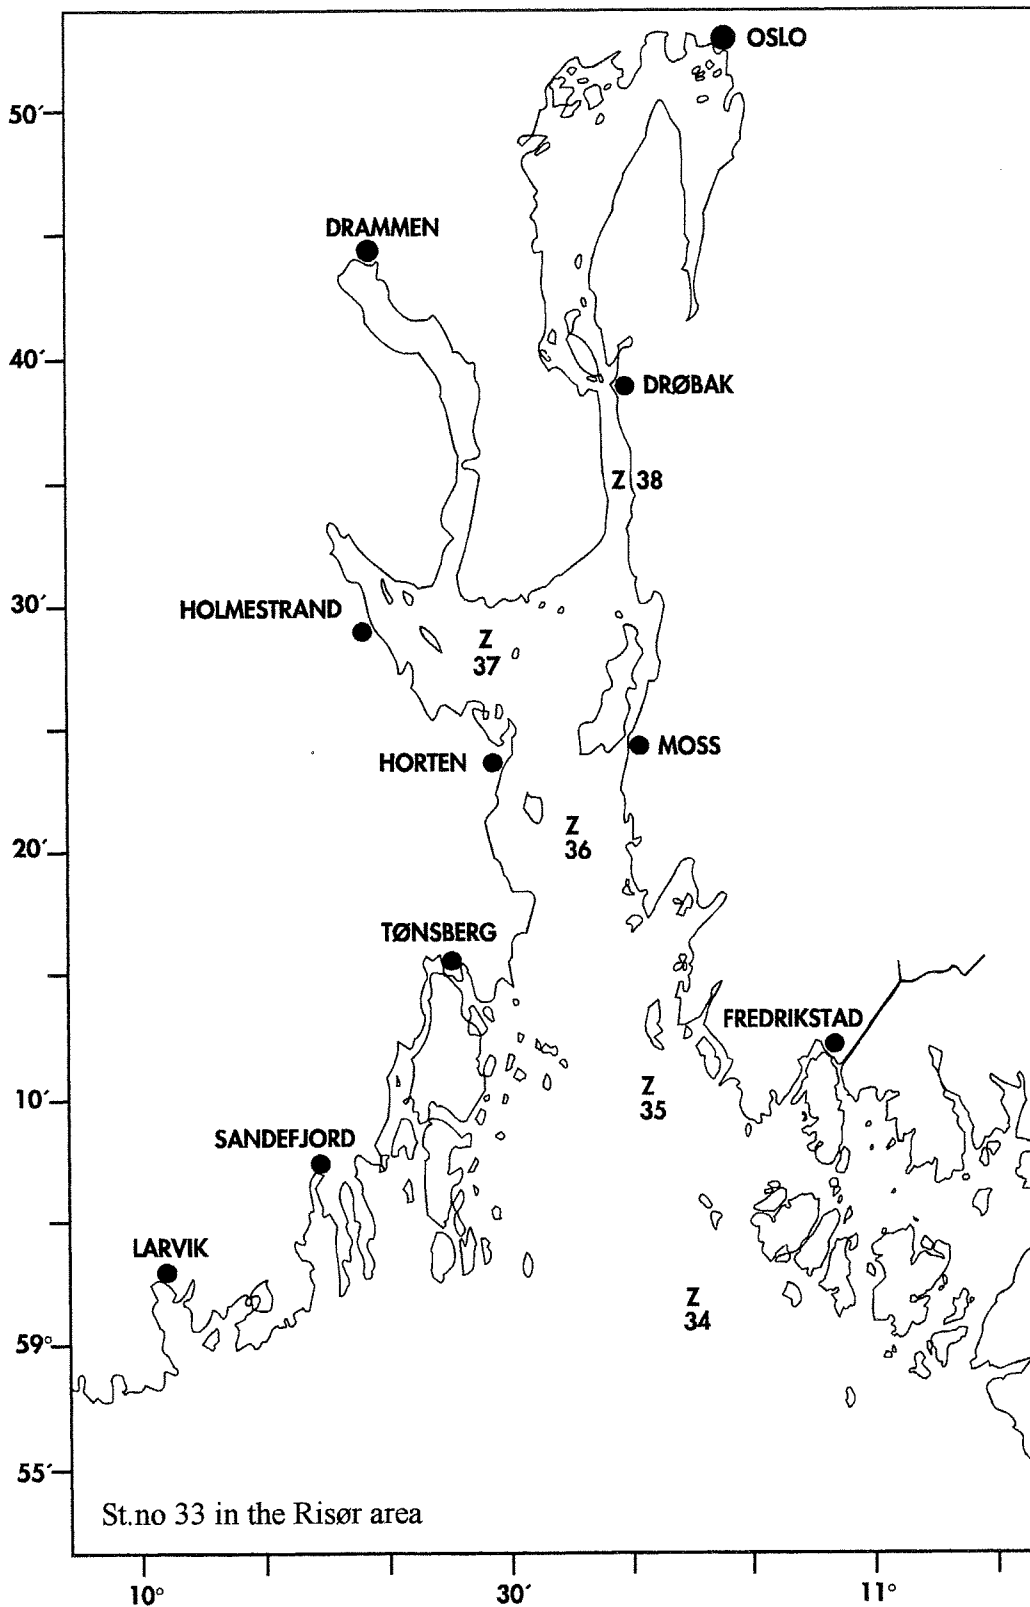 OSLO
50′
DRAMMEN
40′
DRØBAK
Z 38
30′
HOLMESTRAND
Z
37
MOSS
HORTEN
Z
36
20′
TØNSBERG
FREDRIKSTAD
Z
35
10′
SANDEFJORD
LARVIK
Z
34
59°
55′
St.no 33 in the Risør area
10°
30′
11°